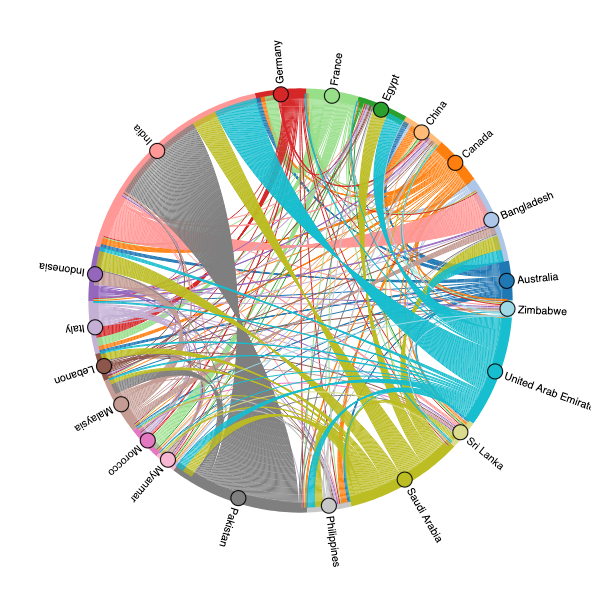 Germany
France
Egypt
China
Canada
Bangladesh
Australia
Zimbabwe
United Arab Emirat
Sri Lanka
Saudi Arabia
Philippines
Pakistan
Myanmar
Morocco
Malaysia
Lebanon
Italy
Indonesia
India